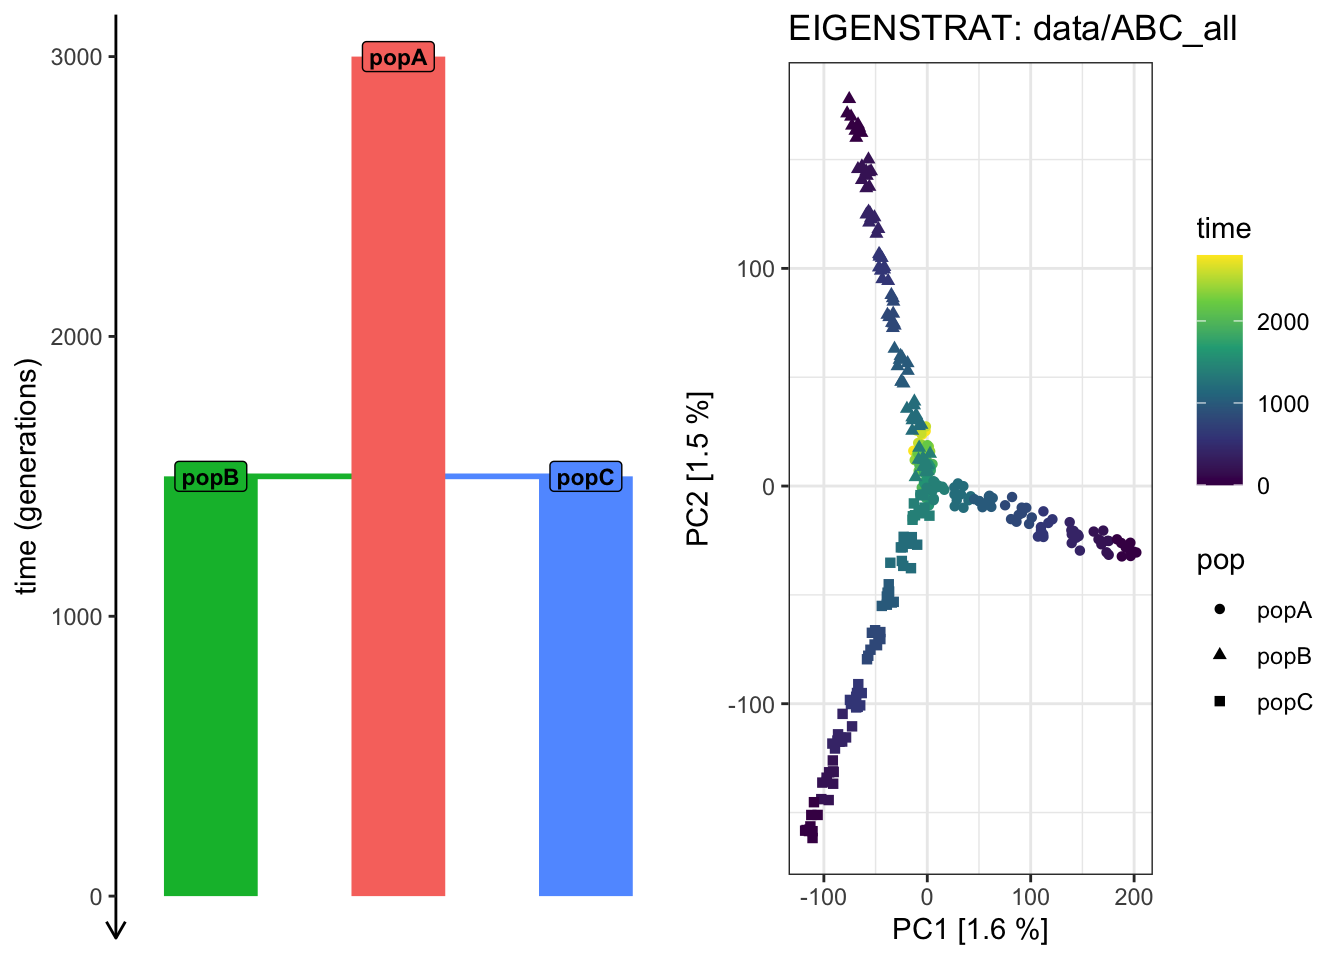 3000
2000
1000
0
time (generations)
popA
popB
popC
EIGENSTRAT: data/ABC_all
100
0
-100
PC2 [1.5 %]
-100
0
100
200
PC1 [1.6 %]
time
2000
1000
0
pop
popA
popB
popC